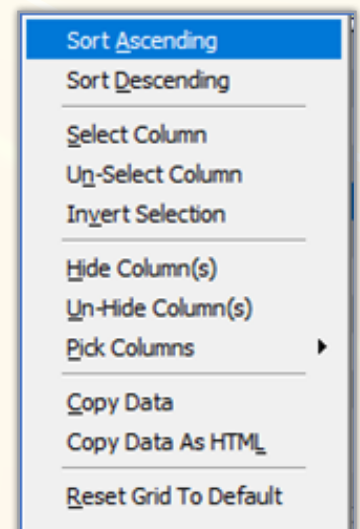 Sort Ascending
Sort Descending
Select Column
Un-Select Column
Invert Selection
Hide Column(s)
Un-Hide Column(s)
Pick Columns
Copy Data
Copy Data As HTML
Reset Grid To Default